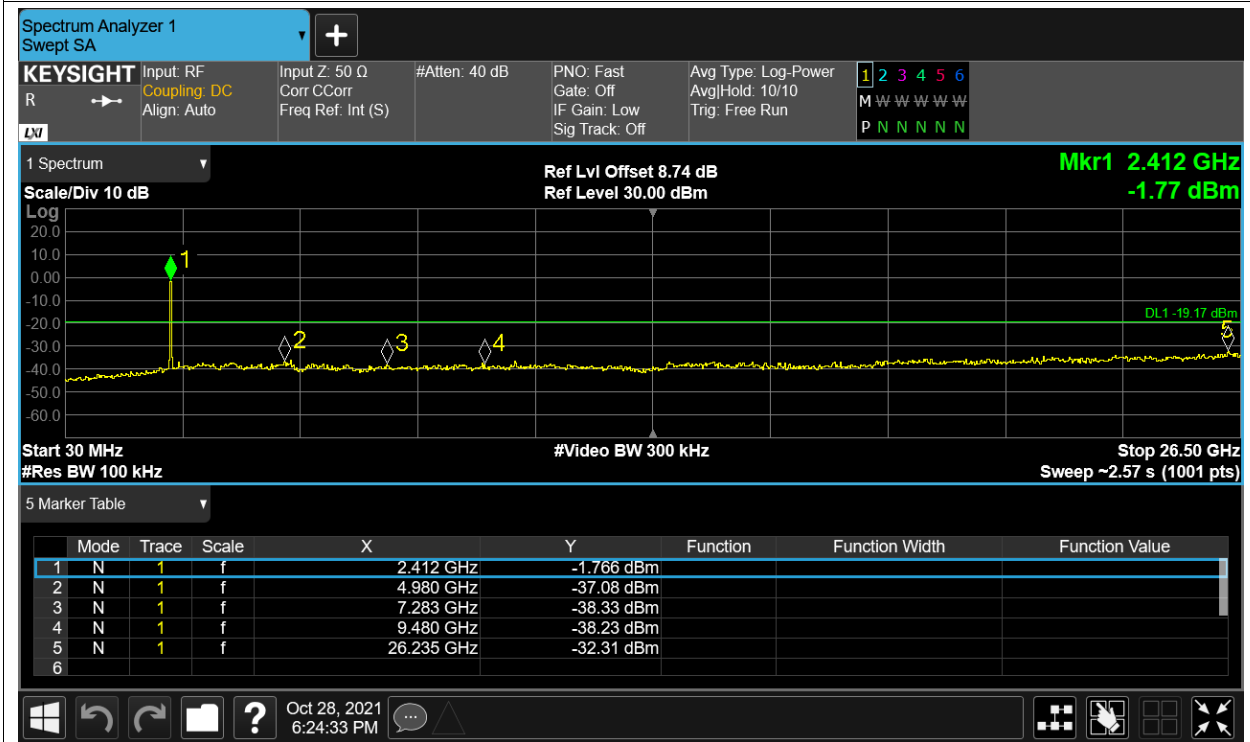 Spectrum Analyzer 1
Swept SA
KEYSIGHT
R
LXI
Input: RF
Coupling: DC
Align: Auto
Input Z: 50 Ω
Corr CCorr
Freq Ref: Int (S)
#Atten: 40 dB
PNO: Fast
Gate: Off
IF Gain: Low
Sig Track: Off
Avg Type: Log-Power
Avg|Hold: 10/10
Trig: Free Run
1 2 3 4 5 6
M W W W W W
P N N N N N
1 Spectrum
Scale/Div 10 dB
Ref Lvl Offset 8.74 dB
Ref Level 30.00 dBm
Mkr1 2.412 GHz
-1.77 dBm
Log
20.0
10.0
0.00
-10.0
-20.0
-30.0
-40.0
-50.0
-60.0
1
2
3
4
5
DL1 -19.17 dBm
Start 30 MHz
#Res BW 100 kHz
#Video BW 300 kHz
Stop 26.50 GHz
Sweep ~2.57 s (1001 pts)
5 Marker Table
Mode Trace Scale X Y Function Function Width Function Value
1 N 1 f 2.412 GHz -1.766 dBm
2 N 1 f 4.980 GHz -37.08 dBm
3 N 1 f 7.283 GHz -38.33 dBm
4 N 1 f 9.480 GHz -38.23 dBm
5 N 1 f 26.235 GHz -32.31 dBm
6
?
Oct 28, 2021
6:24:33 PM